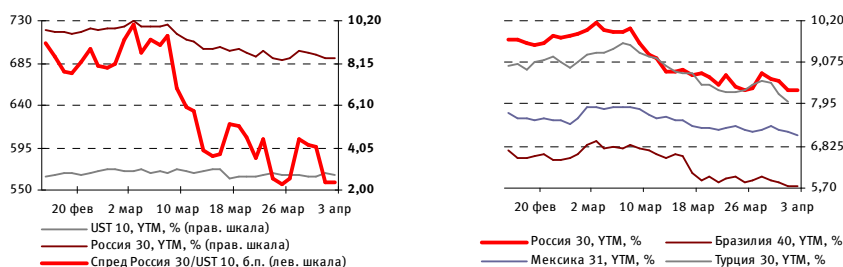 730
685
640
595
550
10,20
8,15
6,10
4,05
2,00
20 фев
2 мар
10 мар
18 мар
26 мар
3 апр
UST 10, YTM, % (прав. шкала)
Россия 30, YTM, % (прав. шкала)
Спред Россия 30/UST 10, б.п. (лев. шкала)
10,20
9,075
7,95
6,825
5,70
20 фев
2 мар
10 мар
18 мар
26 мар
3 апр
Россия 30, YTM, %
Бразилия 40, YTM, %
Мексика 31, YTM, %
Турция 30, YTM, %